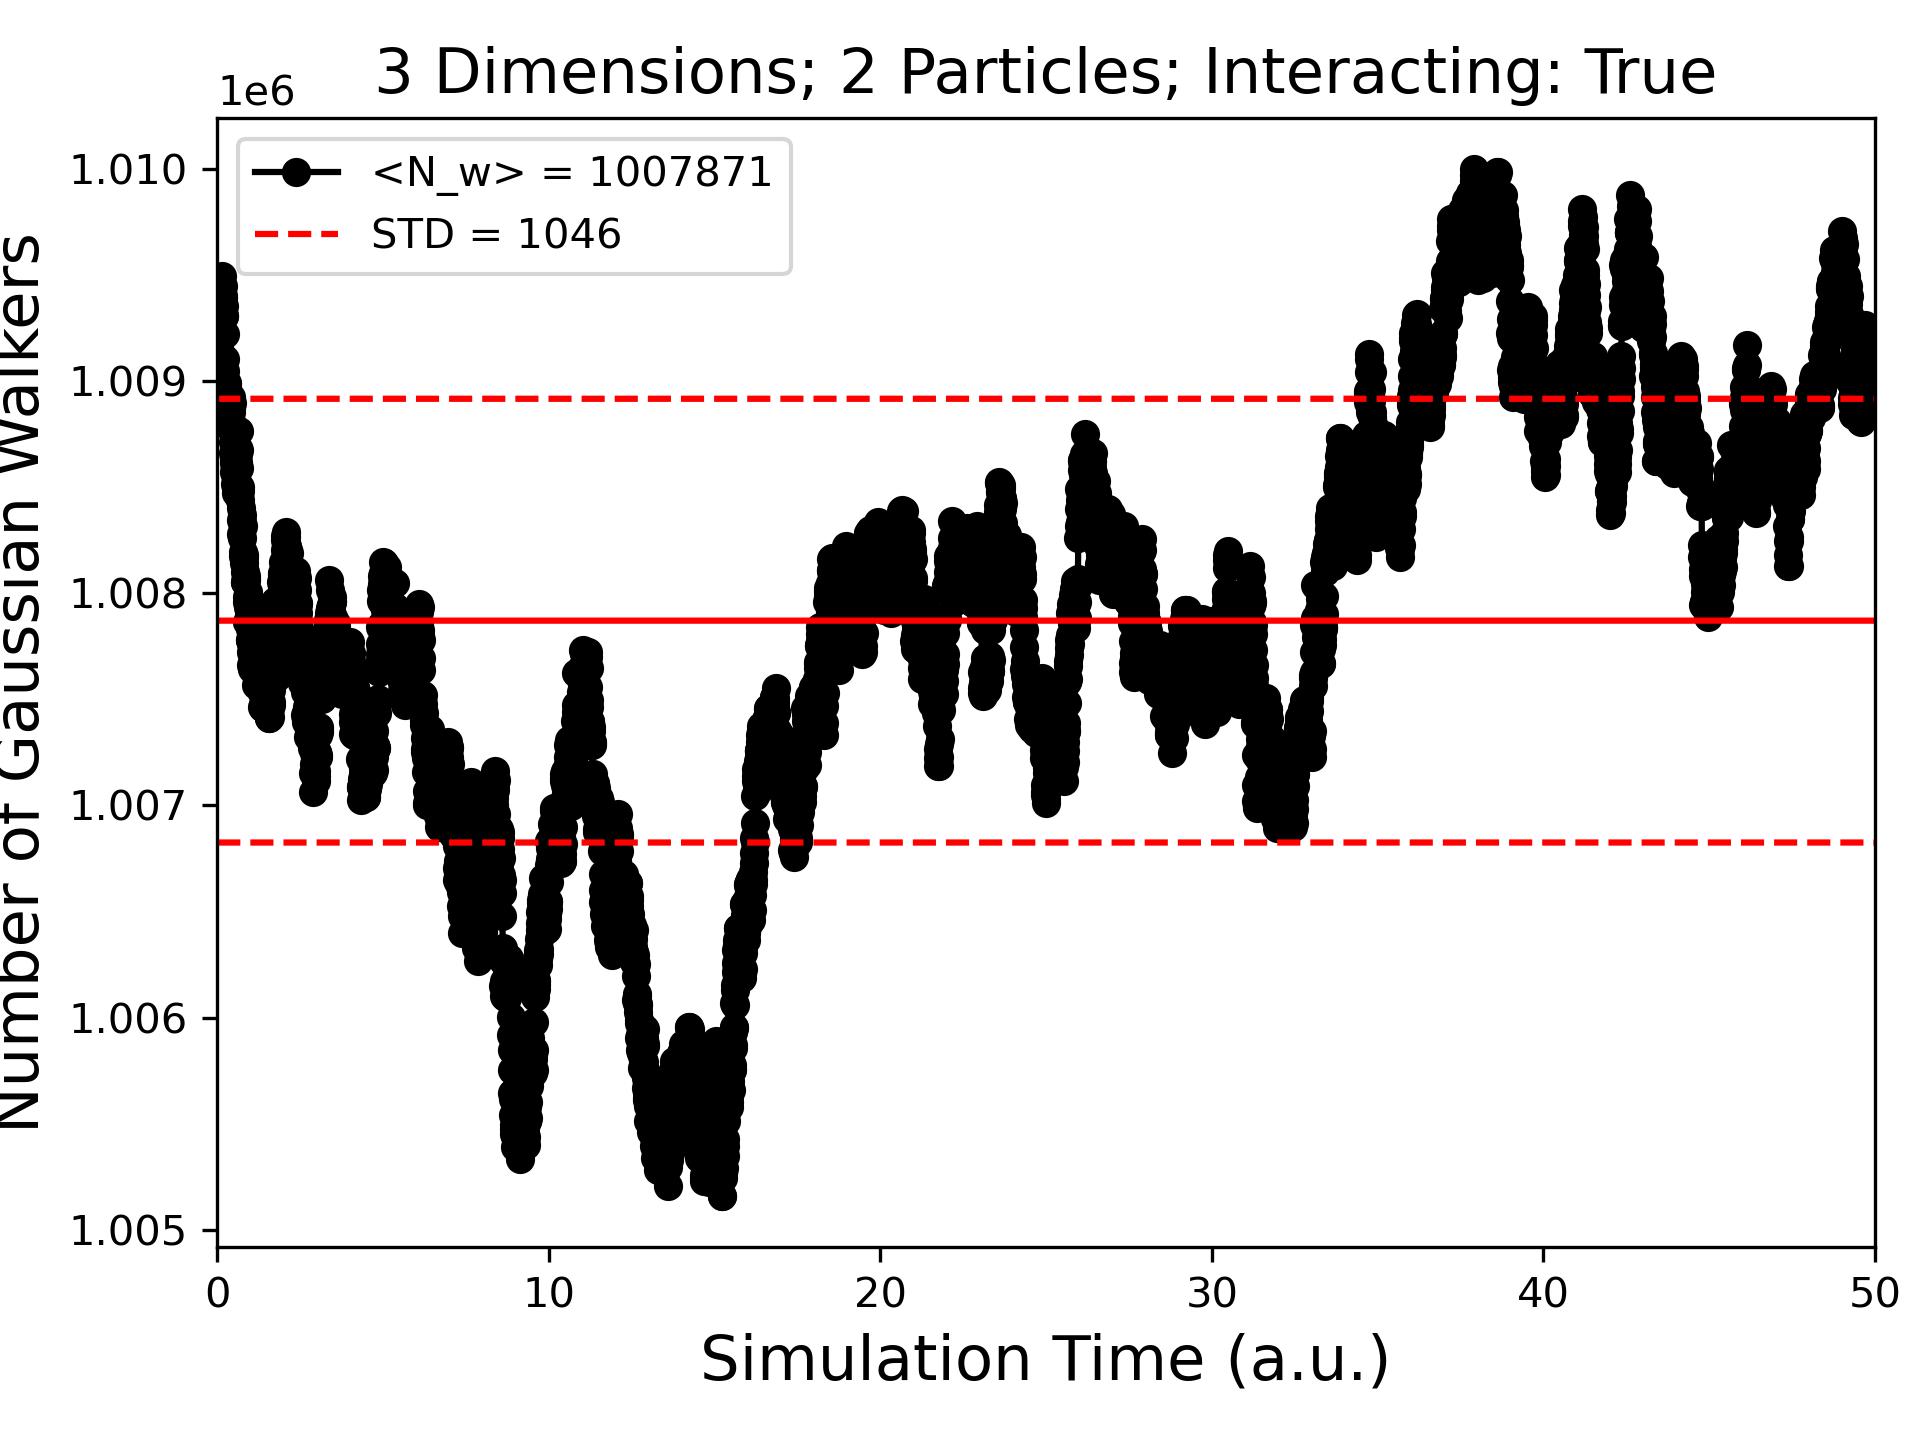 3 Dimensions; 2 Particles; Interacting: True
1e6
<N_w> = 1007871
STD = 1046
1.010
1.009
1.008
1.007
1.006
1.005
Number of Gaussian Walkers
0 10 20 30 40 50
Simulation Time (a.u.)